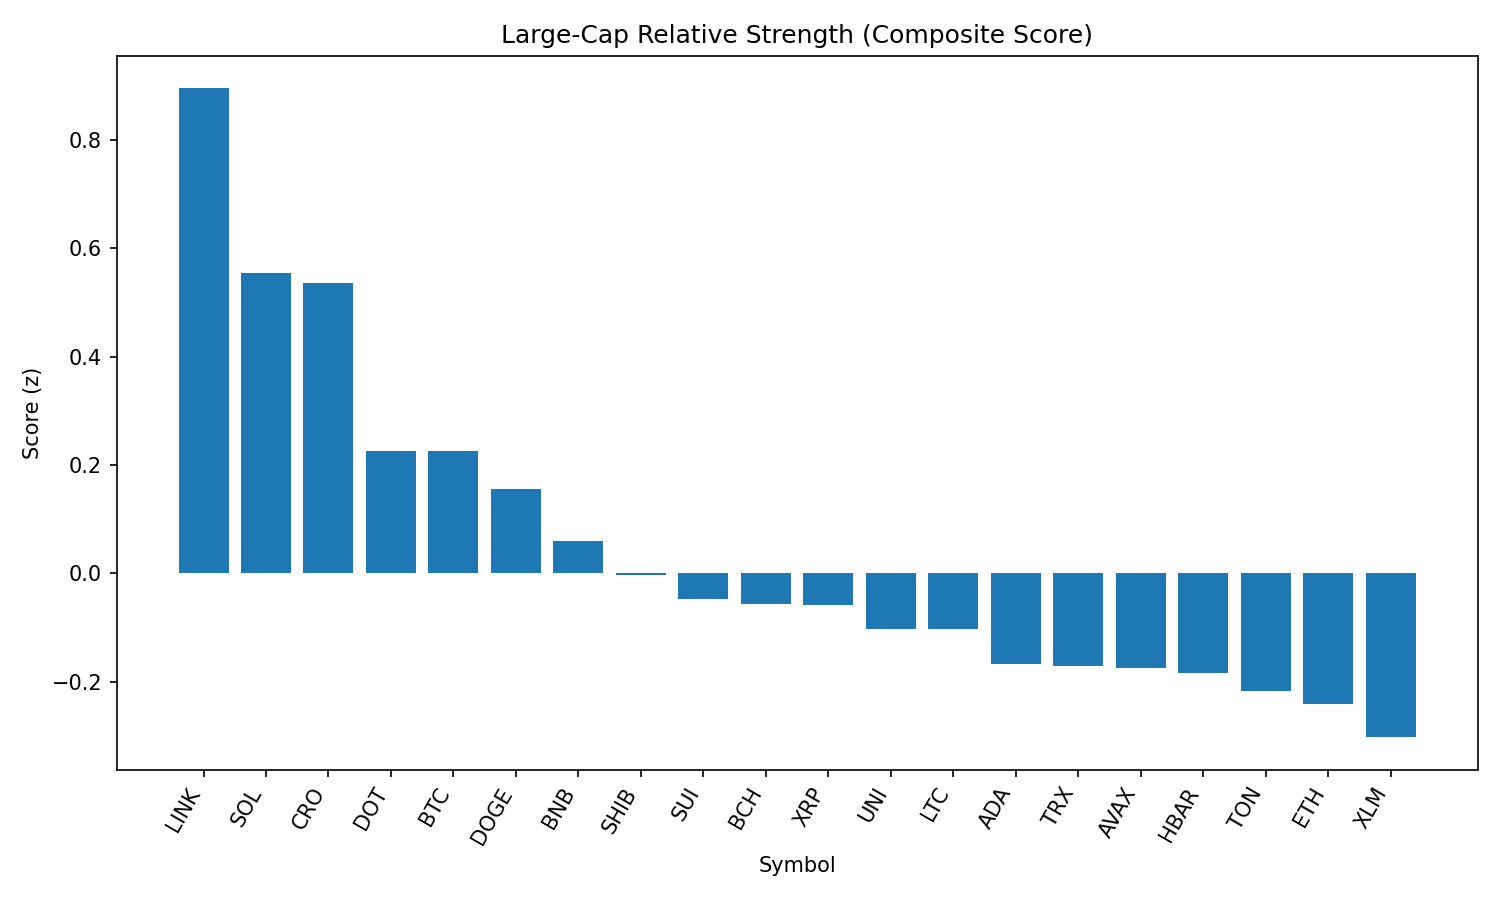 Large-Cap Relative Strength (Composite Score)
Score (z)
0.8
0.6
0.4
0.2
0.0
−0.2
LINK
SOL
CRO
DOT
BTC
DOGE
BNB
SHIB
SUI
BCH
XRP
UNI
LTC
ADA
TRX
AVAX
HBAR
TON
ETH
XLM
Symbol